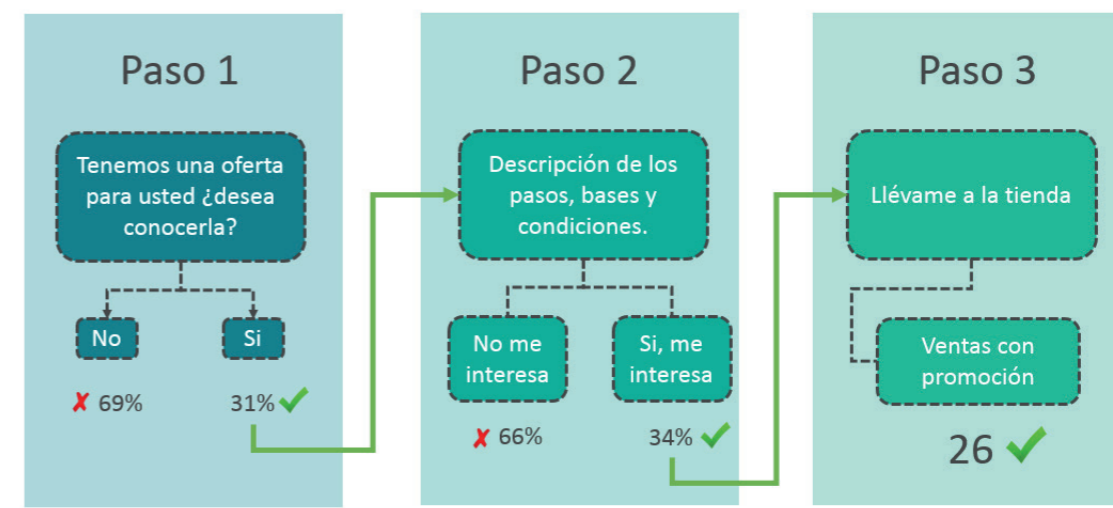 Paso 1
Tenemos una oferta
para usted ¿desea
conocerla?
No
Si
69%
31%
Paso 2
Descripción de los
pasos, bases y
condiciones.
No me
interesa
Si, me
interesa
66%
34%
Paso 3
Llévame a la tienda
Ventas con
promoción
26